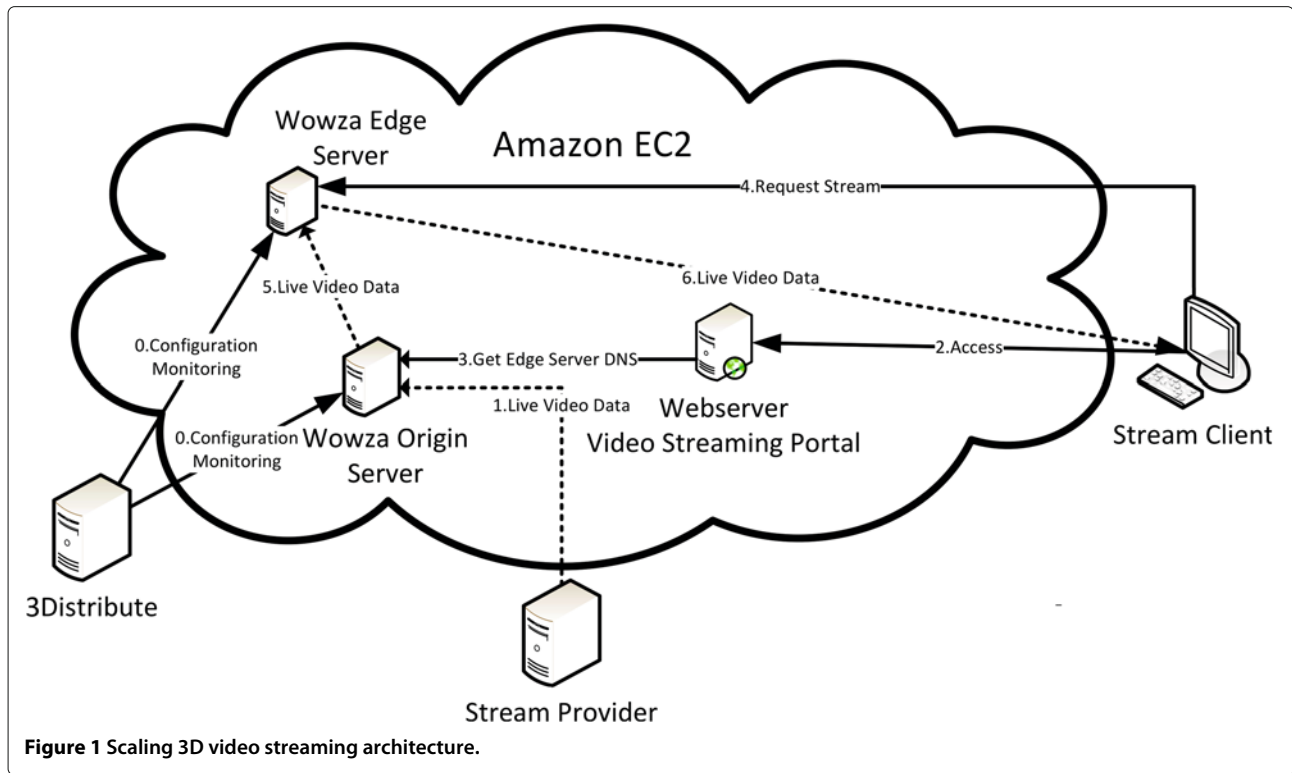 Wowza Edge
Server
Amazon EC2
4.Request Stream
5.Live Video Data
6.Live Video Data
0.Configuration
Monitoring
3.Get Edge Server DNS
2.Access
1.Live Video Data
0.Configuration
Monitoring
Wowza Origin
Server
Webserver
Video Streaming Portal
Stream Client
3Distribute
Stream Provider
Figure 1 Scaling 3D video streaming architecture.